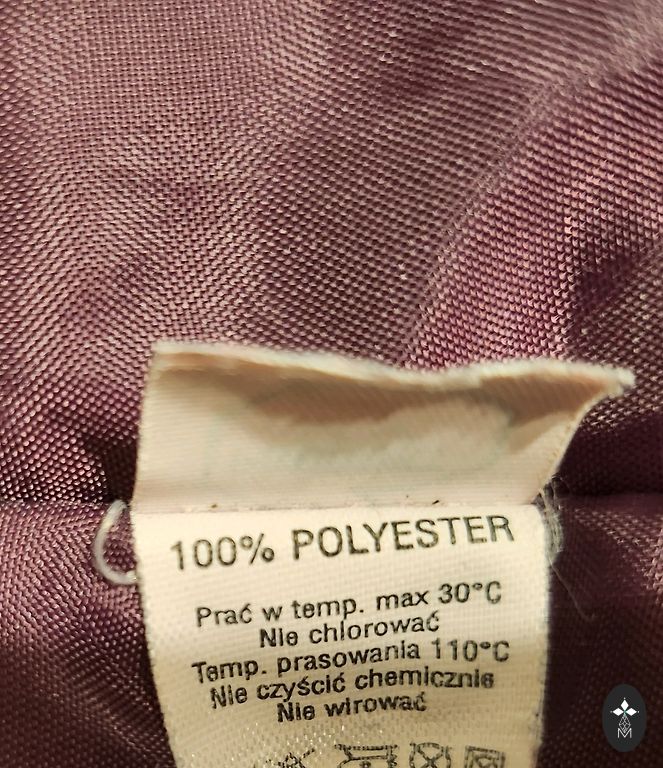 100% POLYESTER
Prać w temp. max 30°C
Nie chlorować
Temp. prasowania 110°C
Nie czyścić chemicznie
Nie wirować
M